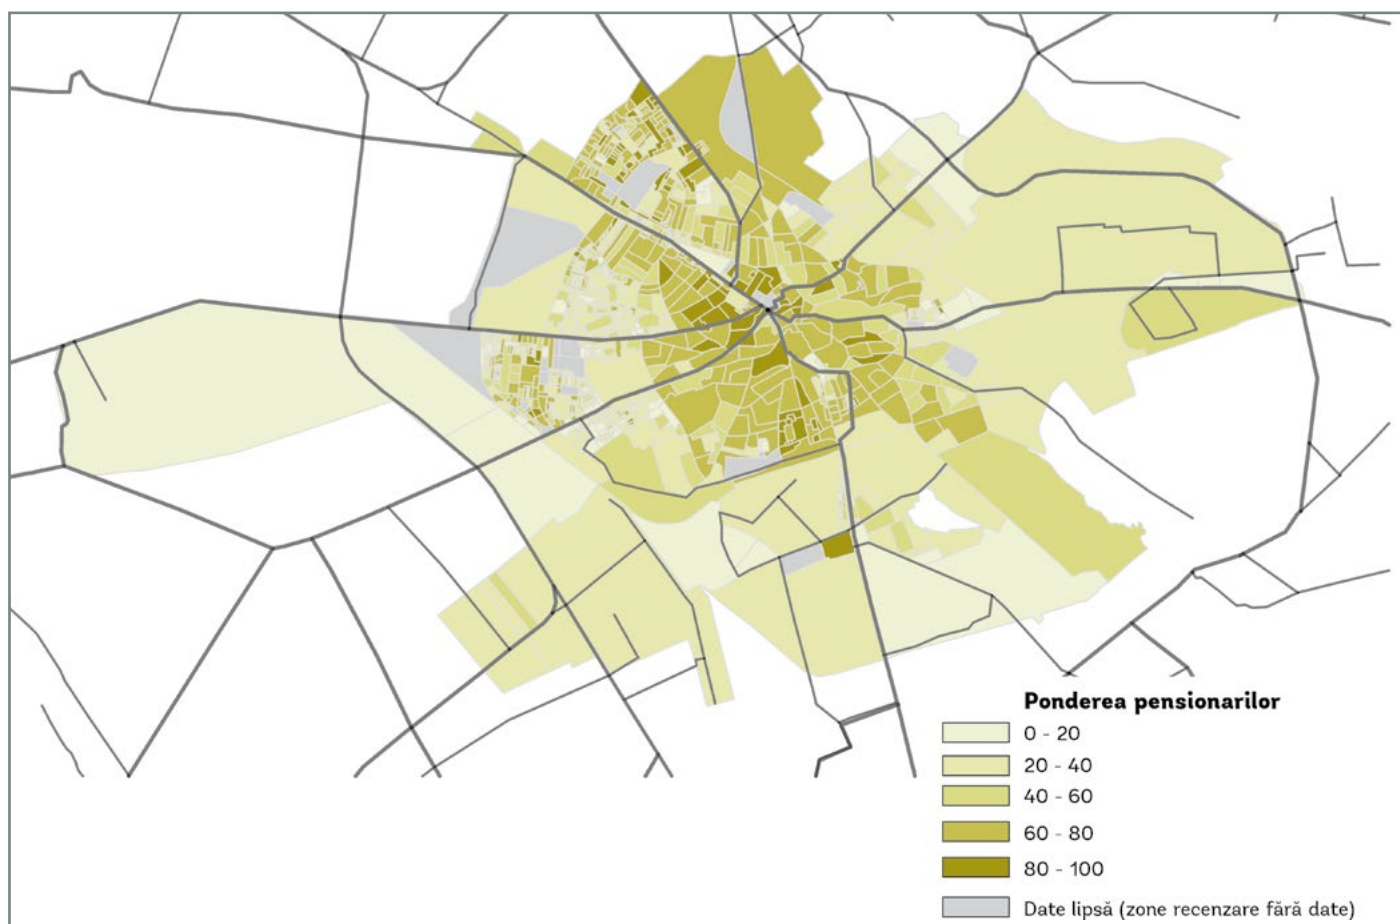 Ponderea pensionarilor
0 - 20
20 - 40
40 - 60
60 - 80
80 - 100
Date lipsă (zone recenzare fără date)